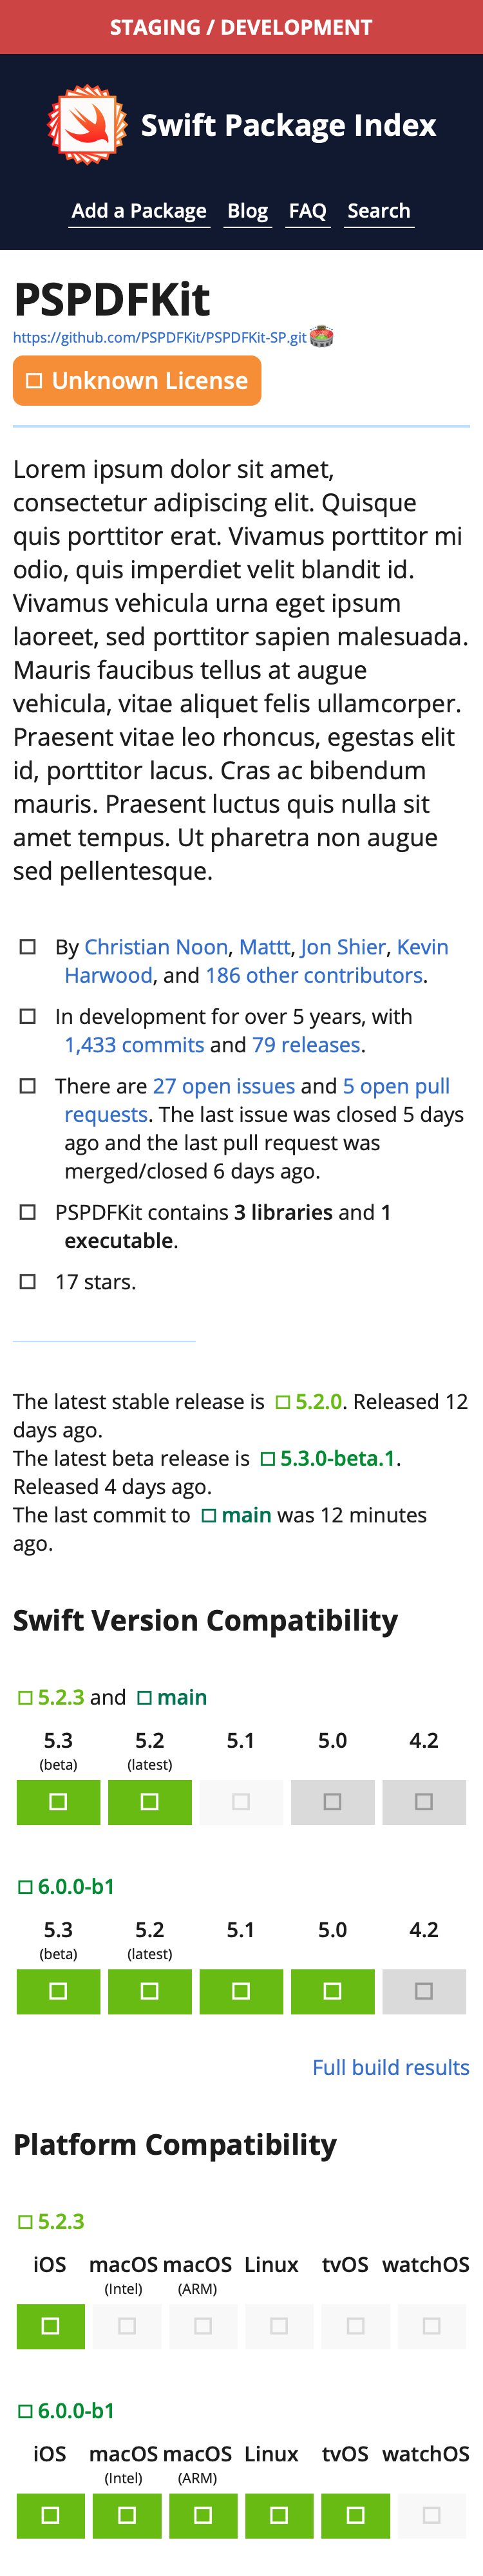 STAGING / DEVELOPMENT
Swift Package Index
Add a Package Blog FAQ Search
PSPDFKit
https://github.com/PSPDFKit/PSPDFKit-SP.git
Unknown License
Lorem ipsum dolor sit amet,
consectetur adipiscing elit. Quisque
quis porttitor erat. Vivamus porttitor mi
odio, quis imperdiet velit blandit id.
Vivamus vehicula urna eget ipsum
laoreet, sed porttitor sapien malesuada.
Mauris faucibus tellus at augue
vehicula, vitae aliquet felis ullamcorper.
Praesent vitae leo rhoncus, egestas elit
id, porttitor lacus. Cras ac bibendum
mauris. Praesent luctus quis nulla sit
amet tempus. Ut pharetra non augue
sed pellentesque.
By Christian Noon, Mattt, Jon Shier, Kevin
Harwood, and 186 other contributors.
In development for over 5 years, with
1,433 commits and 79 releases.
There are 27 open issues and 5 open pull
requests. The last issue was closed 5 days
ago and the last pull request was
merged/closed 6 days ago.
PSPDFKit contains 3 libraries and 1
executable.
17 stars.
The latest stable release is 5.2.0. Released 12
days ago.
The latest beta release is 5.3.0-beta.1.
Released 4 days ago.
The last commit to main was 12 minutes
ago.
Swift Version Compatibility
5.2.3 and main
5.3 5.2 5.1 5.0 4.2
(beta) (latest)
6.0.0-b1
5.3 5.2 5.1 5.0 4.2
(beta) (latest)
Full build results
Platform Compatibility
5.2.3
iOS macOS macOS Linux tvOS watchOS
(Intel) (ARM)
6.0.0-b1
iOS macOS macOS Linux tvOS watchOS
(Intel) (ARM)